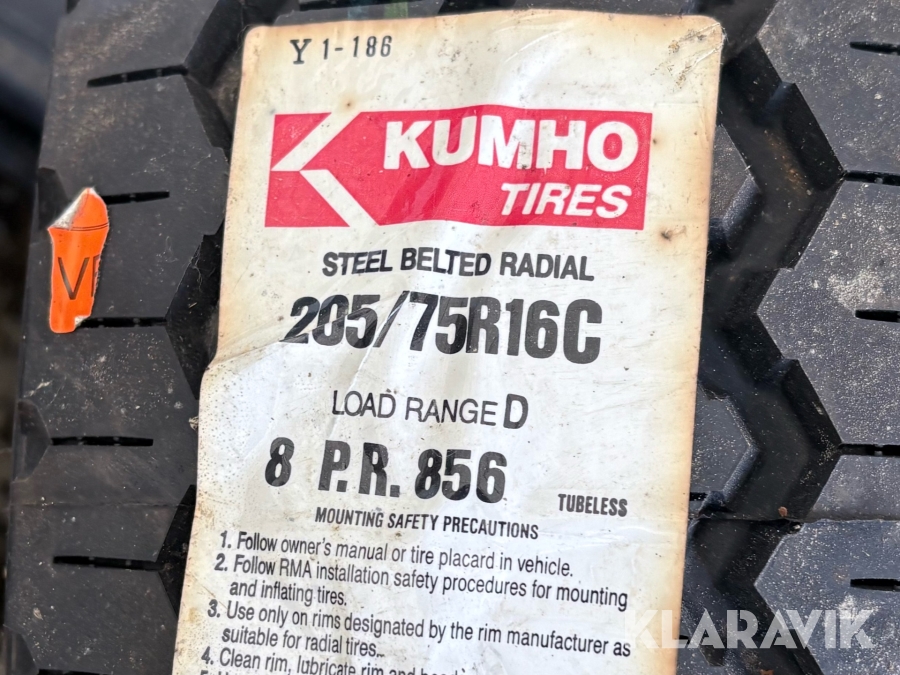 Y 1-186
KUMHO
TIRES
STEEL BELTED RADIAL
205/75R16C
LOAD RANGE D
8 P.R. 856
TUBELESS
MOUNTING SAFETY PRECAUTIONS
1. Follow owner's manual or tire placard in vehicle.
2. Follow RMA installation safety procedures for mounting
and inflating tires.
3. Use only on rims designated by the rim manufacturer as
suitable for radial tires.
4. Clean rim, lubricate rim and
KLARAVIK